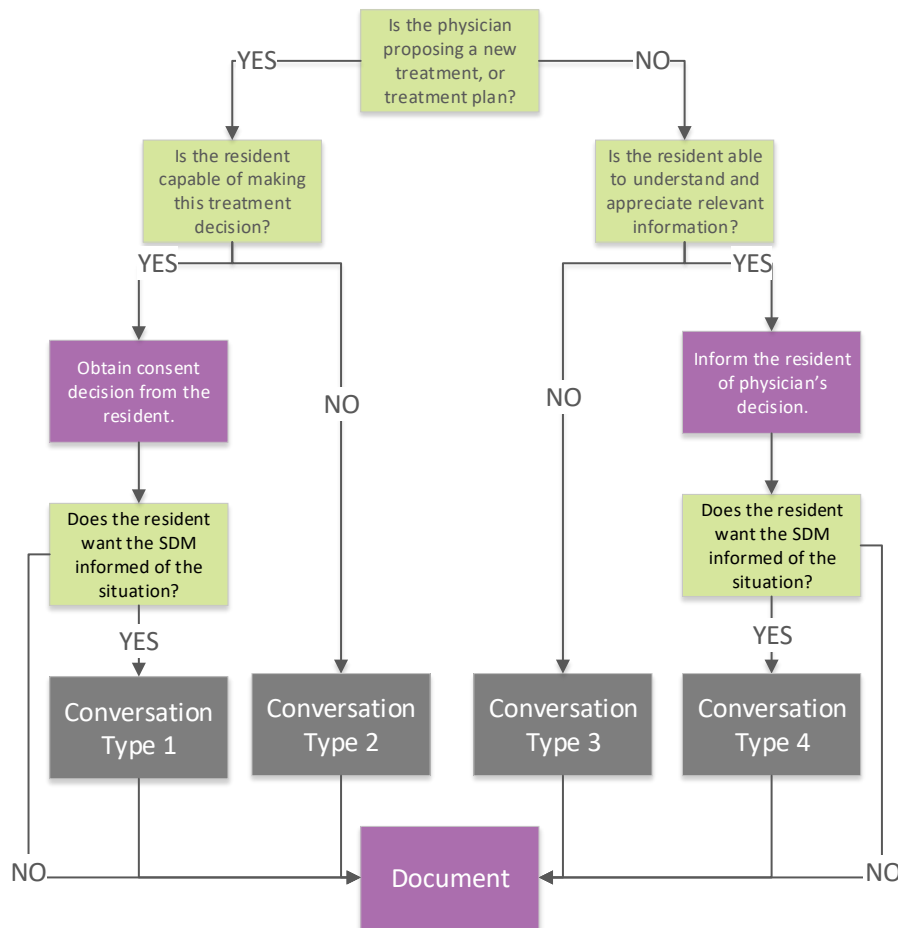 Is the physician
proposing a new
treatment, or
treatment plan?
YES
NO
Is the resident
capable of making
this treatment
decision?
Is the resident able
to understand and
appreciate relevant
information?
YES
YES
Obtain consent
decision from the
resident.
Inform the resident
of physician’s
decision.
NO
NO
Does the resident
want the SDM
informed of the
situation?
Does the resident
want the SDM
informed of the
situation?
YES
YES
Conversation
Type 1
Conversation
Type 2
Conversation
Type 3
Conversation
Type 4
NO
Document
NO